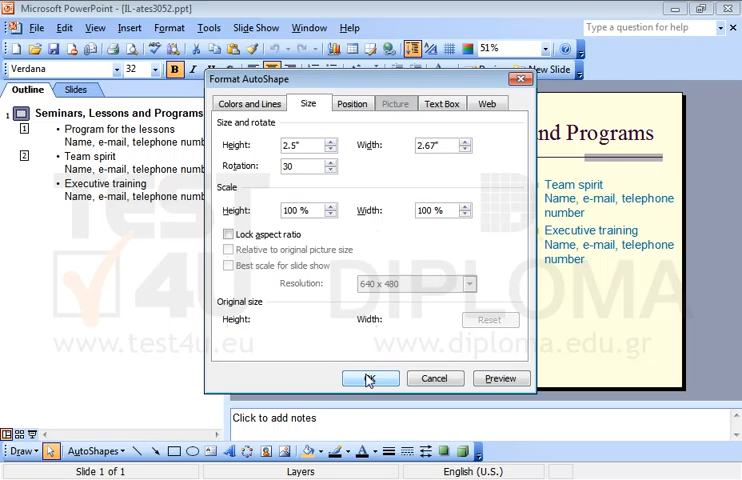 Microsoft PowerPoint - [IL-ates3052.ppt]
File Edit View Insert Format Tools Slide Show Window Help
Type a question for help
51%
Verdana 32 B I New Slide
Outline Slides
Format AutoShape
Colors and Lines Size Position Picture Text Box Web
Size and rotate
Height: 2.5" Width: 2.67"
Rotation: 30
Scale
Height: 100 % Width: 100 %
Lock aspect ratio
Relative to original picture size
Best scale for slide show
Resolution: 640 x 480
Original size
Height: Width: Reset
OK Cancel Preview
1 Seminars, Lessons and Programs
1 • Program for the lessons
Name, e-mail, telephone num
2 • Team spirit
Name, e-mail, telephone numb
• Executive training
Name, e-mail, telephone numb
nd Programs
Team spirit
Name, e-mail, telephone
number
Executive training
Name, e-mail, telephone
number
TEST
4U DIPLOMA
www.test4u.eu www.diploma.edu.gr
Click to add notes
Draw AutoShapes
Slide 1 of 1 Layers English (U.S.)